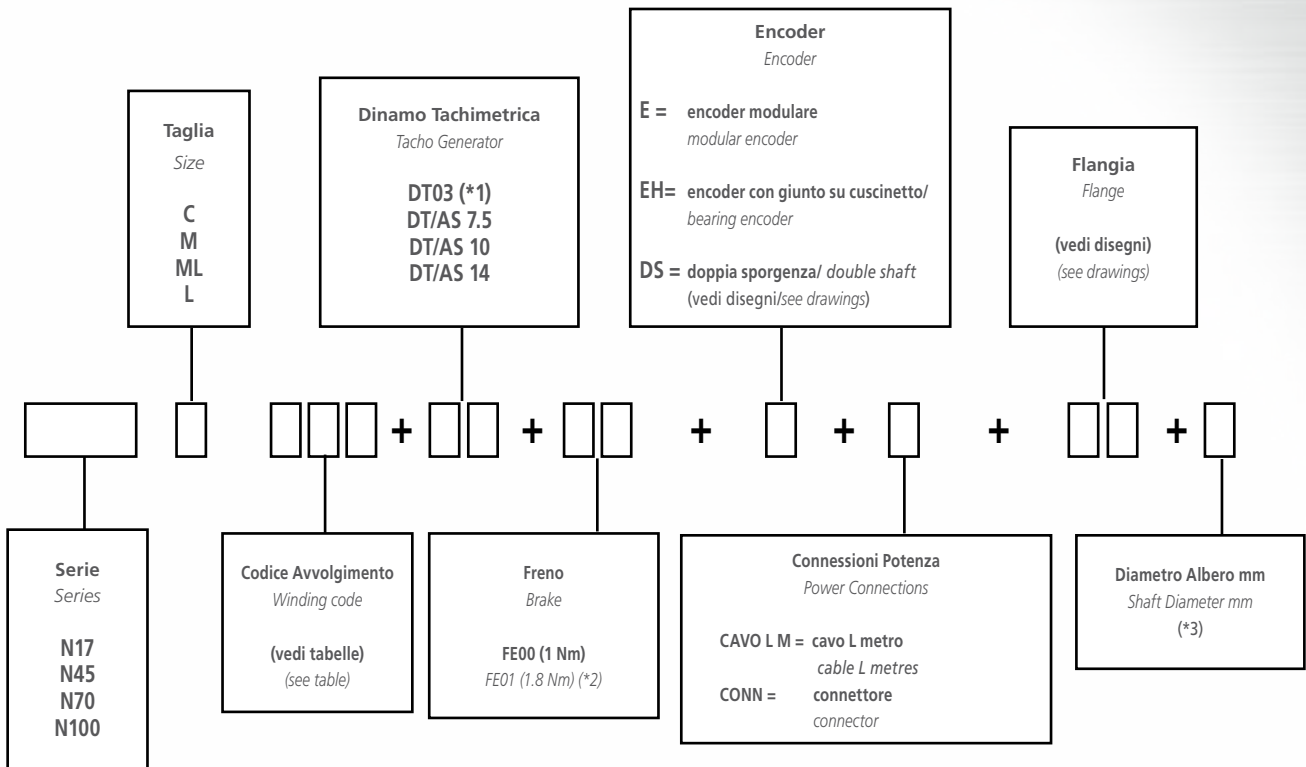 Encoder
Encoder
E = encoder modulare
modular encoder
EH= encoder con giunto su cuscinetto/
bearing encoder
DS = doppia sporgenza/ double shaft
(vedi disegni/see drawings)
Taglia
Size
C
M
ML
L
Dinamo Tachimetrica
Tacho Generator
DT03 (*1)
DT/AS 7.5
DT/AS 10
DT/AS 14
Flangia
Flange
(vedi disegni)
(see drawings)
+ + + + + +
Serie
Series
N17
N45
N70
N100
Codice Avvolgimento
Winding code
(vedi tabelle)
(see table)
Freno
Brake
FE00 (1 Nm)
FE01 (1.8 Nm) (*2)
Connessioni Potenza
Power Connections
CAVO L M = cavo L metro
cable L metres
CONN = connettore
connector
Diametro Albero mm
Shaft Diameter mm
(*3)